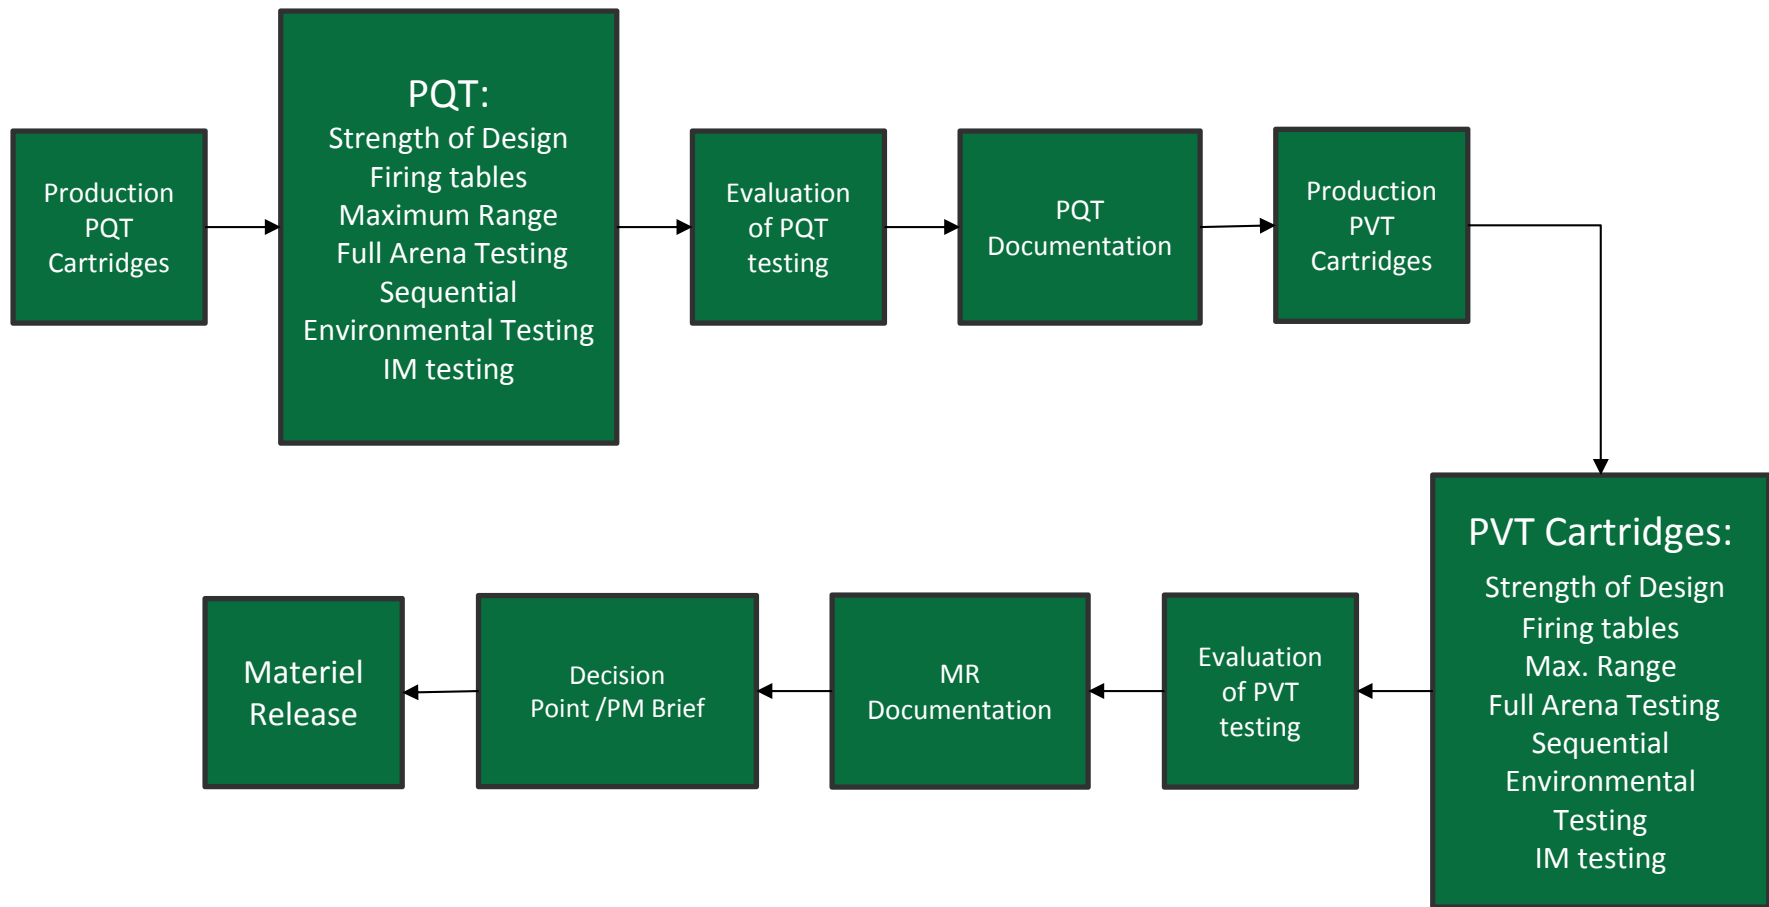 Production
PQT
Cartridges
PQT:
Strength of Design
Firing tables
Maximum Range
Full Arena Testing
Sequential
Environmental Testing
IM testing
Evaluation
of PQT
testing
PQT
Documentation
Production
PVT
Cartridges
PVT Cartridges:
Strength of Design
Firing tables
Max. Range
Full Arena Testing
Sequential
Environmental
Testing
IM testing
Evaluation
of PVT
testing
MR
Documentation
Decision
Point /PM Brief
Materiel
Release